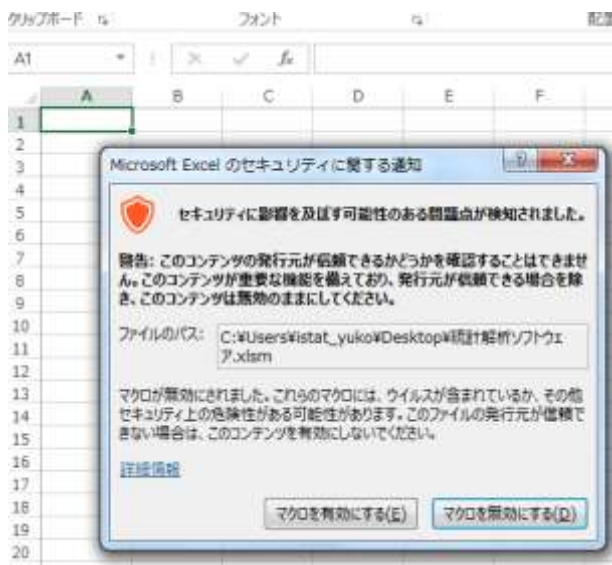 クリップボード フォント 配置
A1 fx
A B C D E F
1
2
3
4
5
6
7
8
9
10
11
12
13
14
15
16
17
18
19
20
Microsoft Excel のセキュリティに関する通知
セキュリティに影響を及ぼす可能性のある問題点が検知されました。
警告: このコンテンツの発行元が信頼できるかどうかを確認することはできませ
ん。このコンテンツが重要な機能を備えており、発行元が信頼できる場合を除
き、このコンテンツは無効のままにしてください。
ファイルのパス: C:¥Users¥istat_yuko¥Desktop¥統計解析ソフトウェ
ア.xlsm
マクロが無効にされました。これらのマクロには、ウイルスが含まれているか、その他
セキュリティ上の危険性がある可能性があります。このファイルの発行元が信頼で
きない場合は、このコンテンツを有効にしないでください。
詳細情報
マクロを有効にする(E) マクロを無効にする(D)